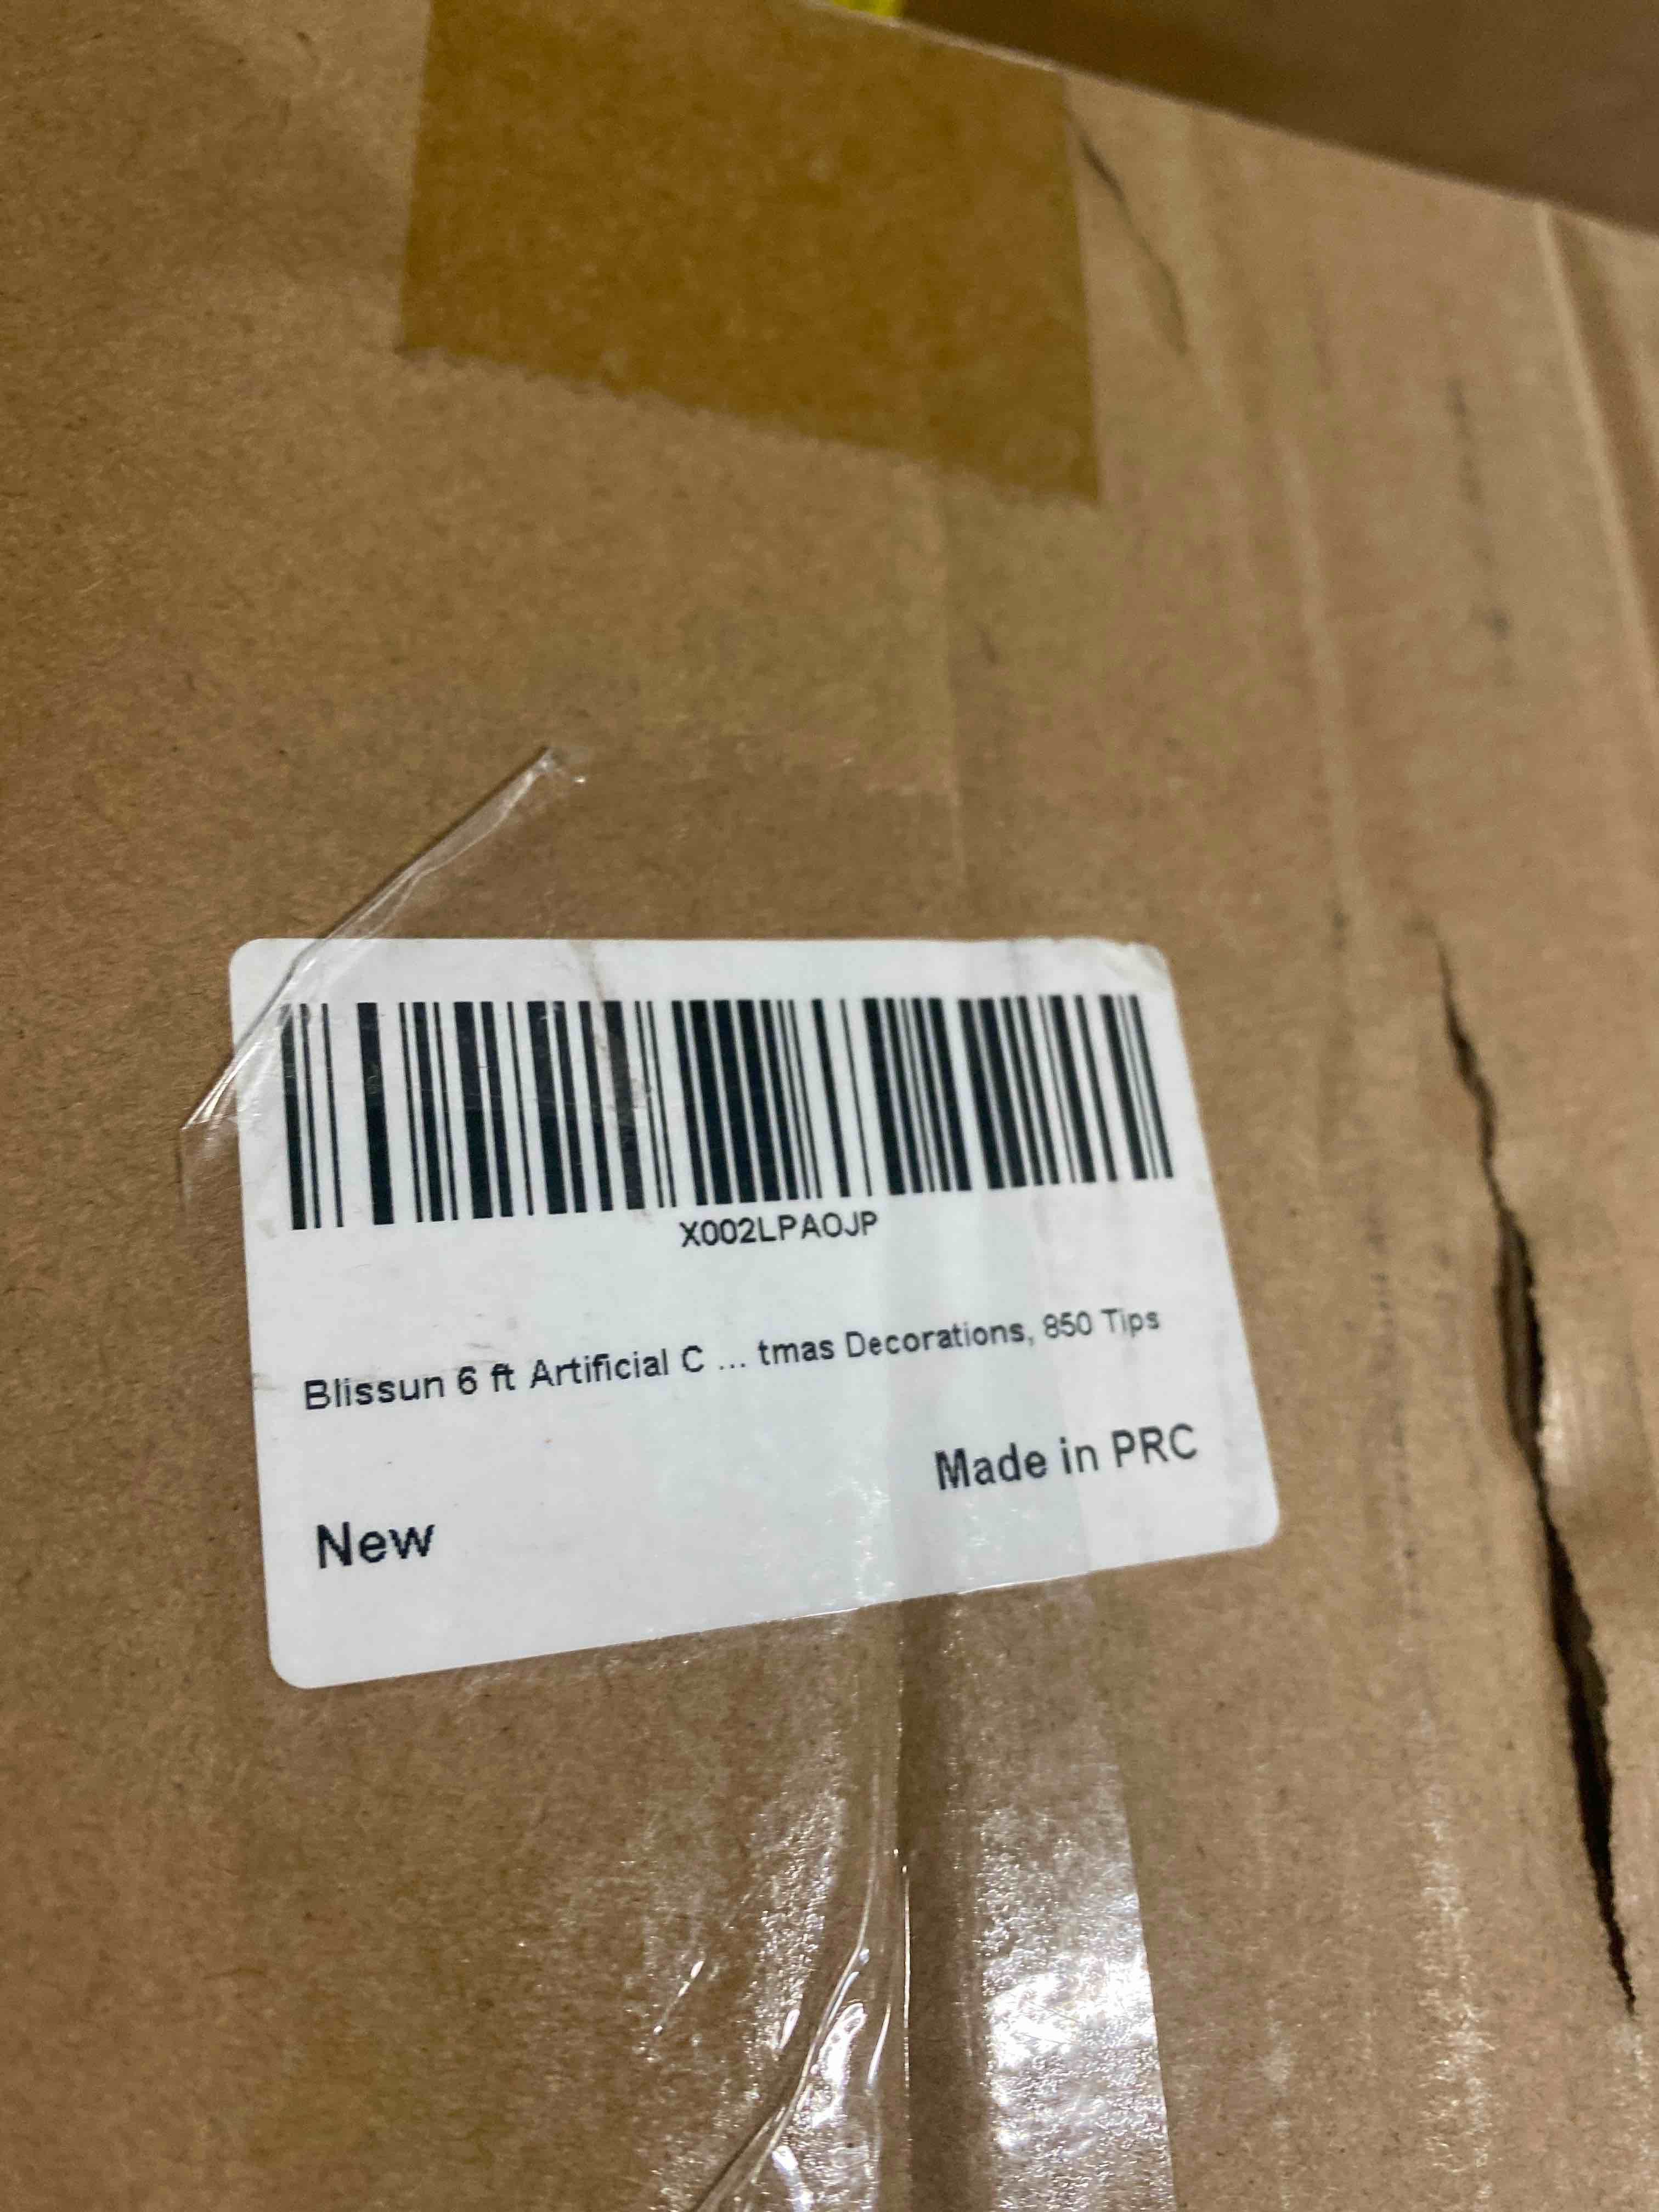 X002LPAOJP
Blissun 6 ft Artificial C ... tmas Decorations, 850 Tips
Made in PRC
New